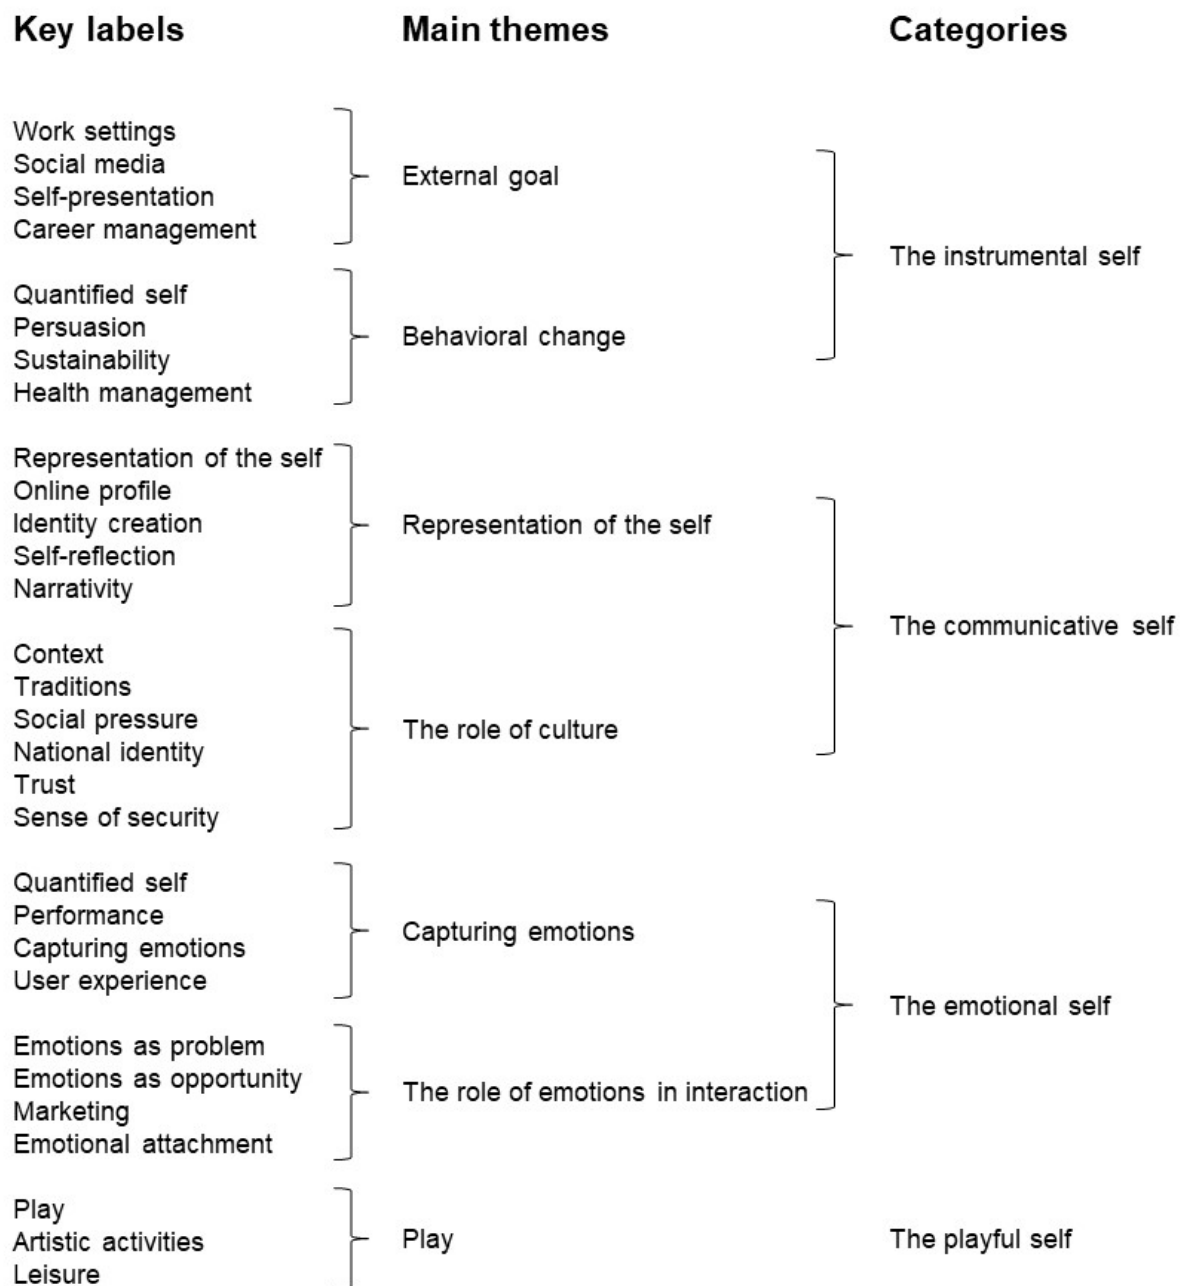 Key labels
Main themes
Categories
Work settings
Social media
Self-presentation
Career management
External goal
Quantified self
Persuasion
Sustainability
Health management
Behavioral change
The instrumental self
Representation of the self
Online profile
Identity creation
Self-reflection
Narrativity
Representation of the self
Context
Traditions
Social pressure
National identity
Trust
Sense of security
The role of culture
The communicative self
Quantified self
Performance
Capturing emotions
User experience
Capturing emotions
Emotions as problem
Emotions as opportunity
Marketing
Emotional attachment
The role of emotions in interaction
The emotional self
Play
Artistic activities
Leisure
Play
The playful self